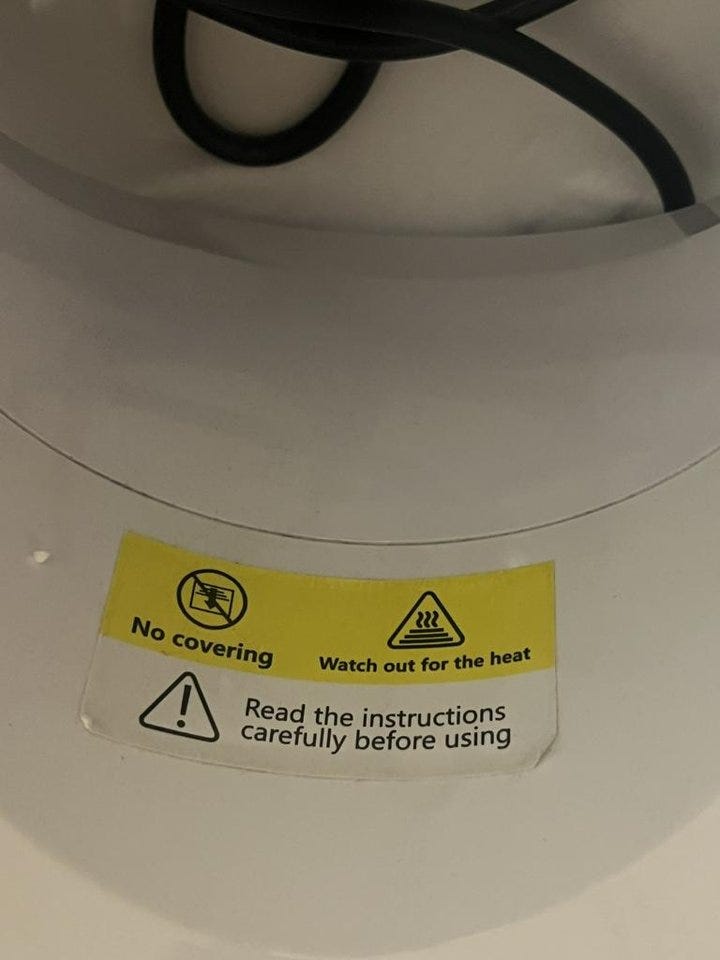 No covering
Watch out for the heat
Read the instructions
carefully before using